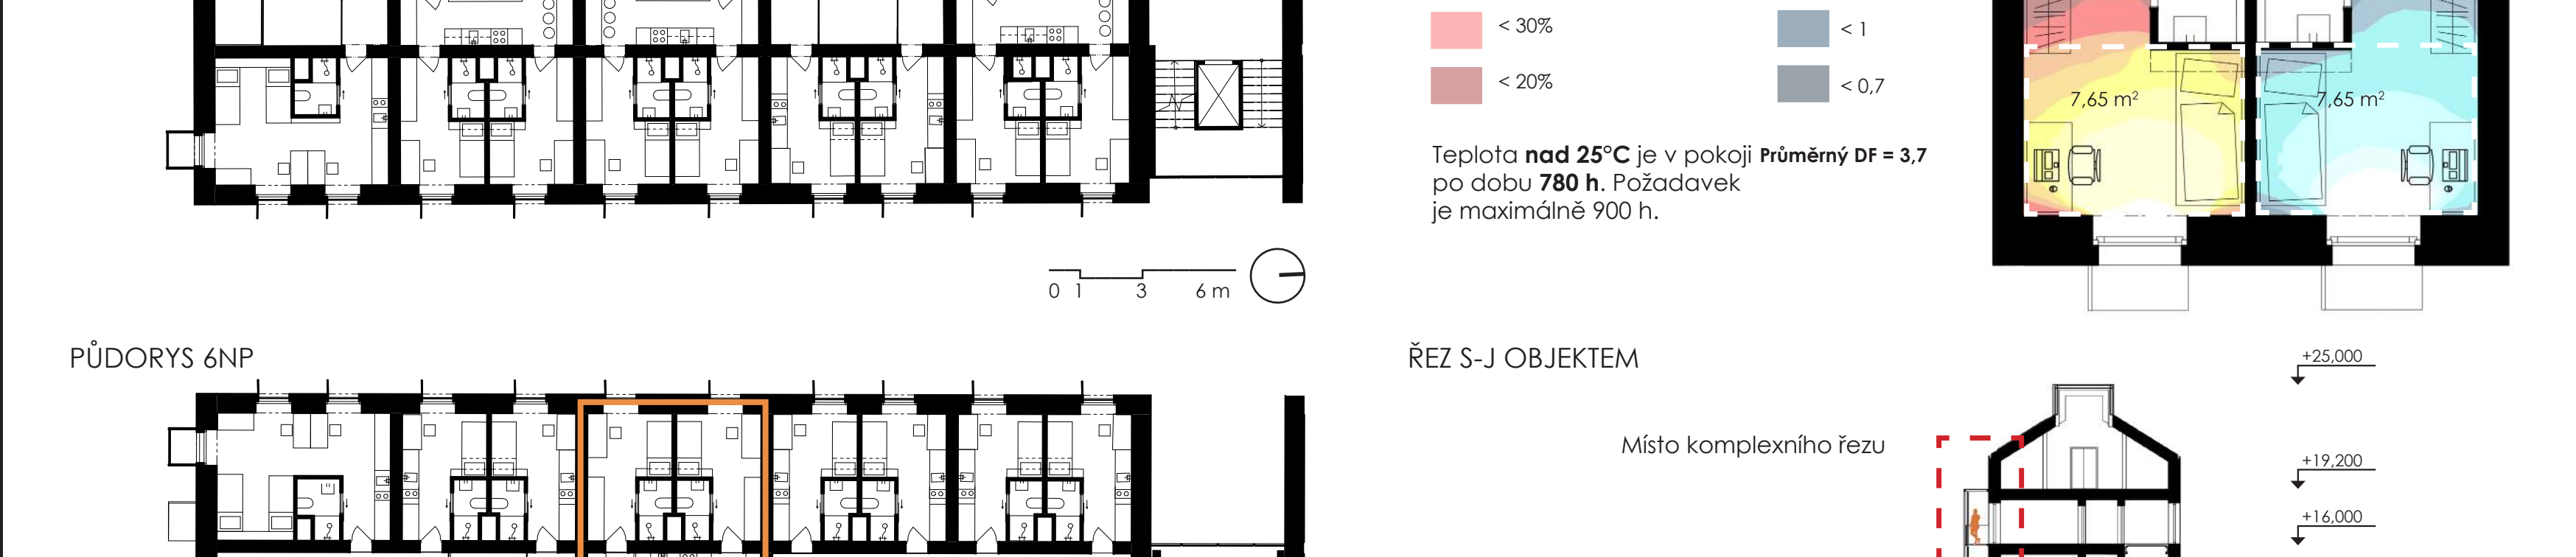 < 30%
< 1
< 20%
< 0,7
7,65 m²
7,65 m²
Teplota nad 25°C je v pokoji
po dobu 780 h. Požadavek
je maximálně 900 h.
Průměrný DF = 3,7
0 1 3 6 m
PŮDORYS 6NP
ŘEZ S-J OBJEKTEM
+25,000
Místo komplexního řezu
+19,200
+16,000